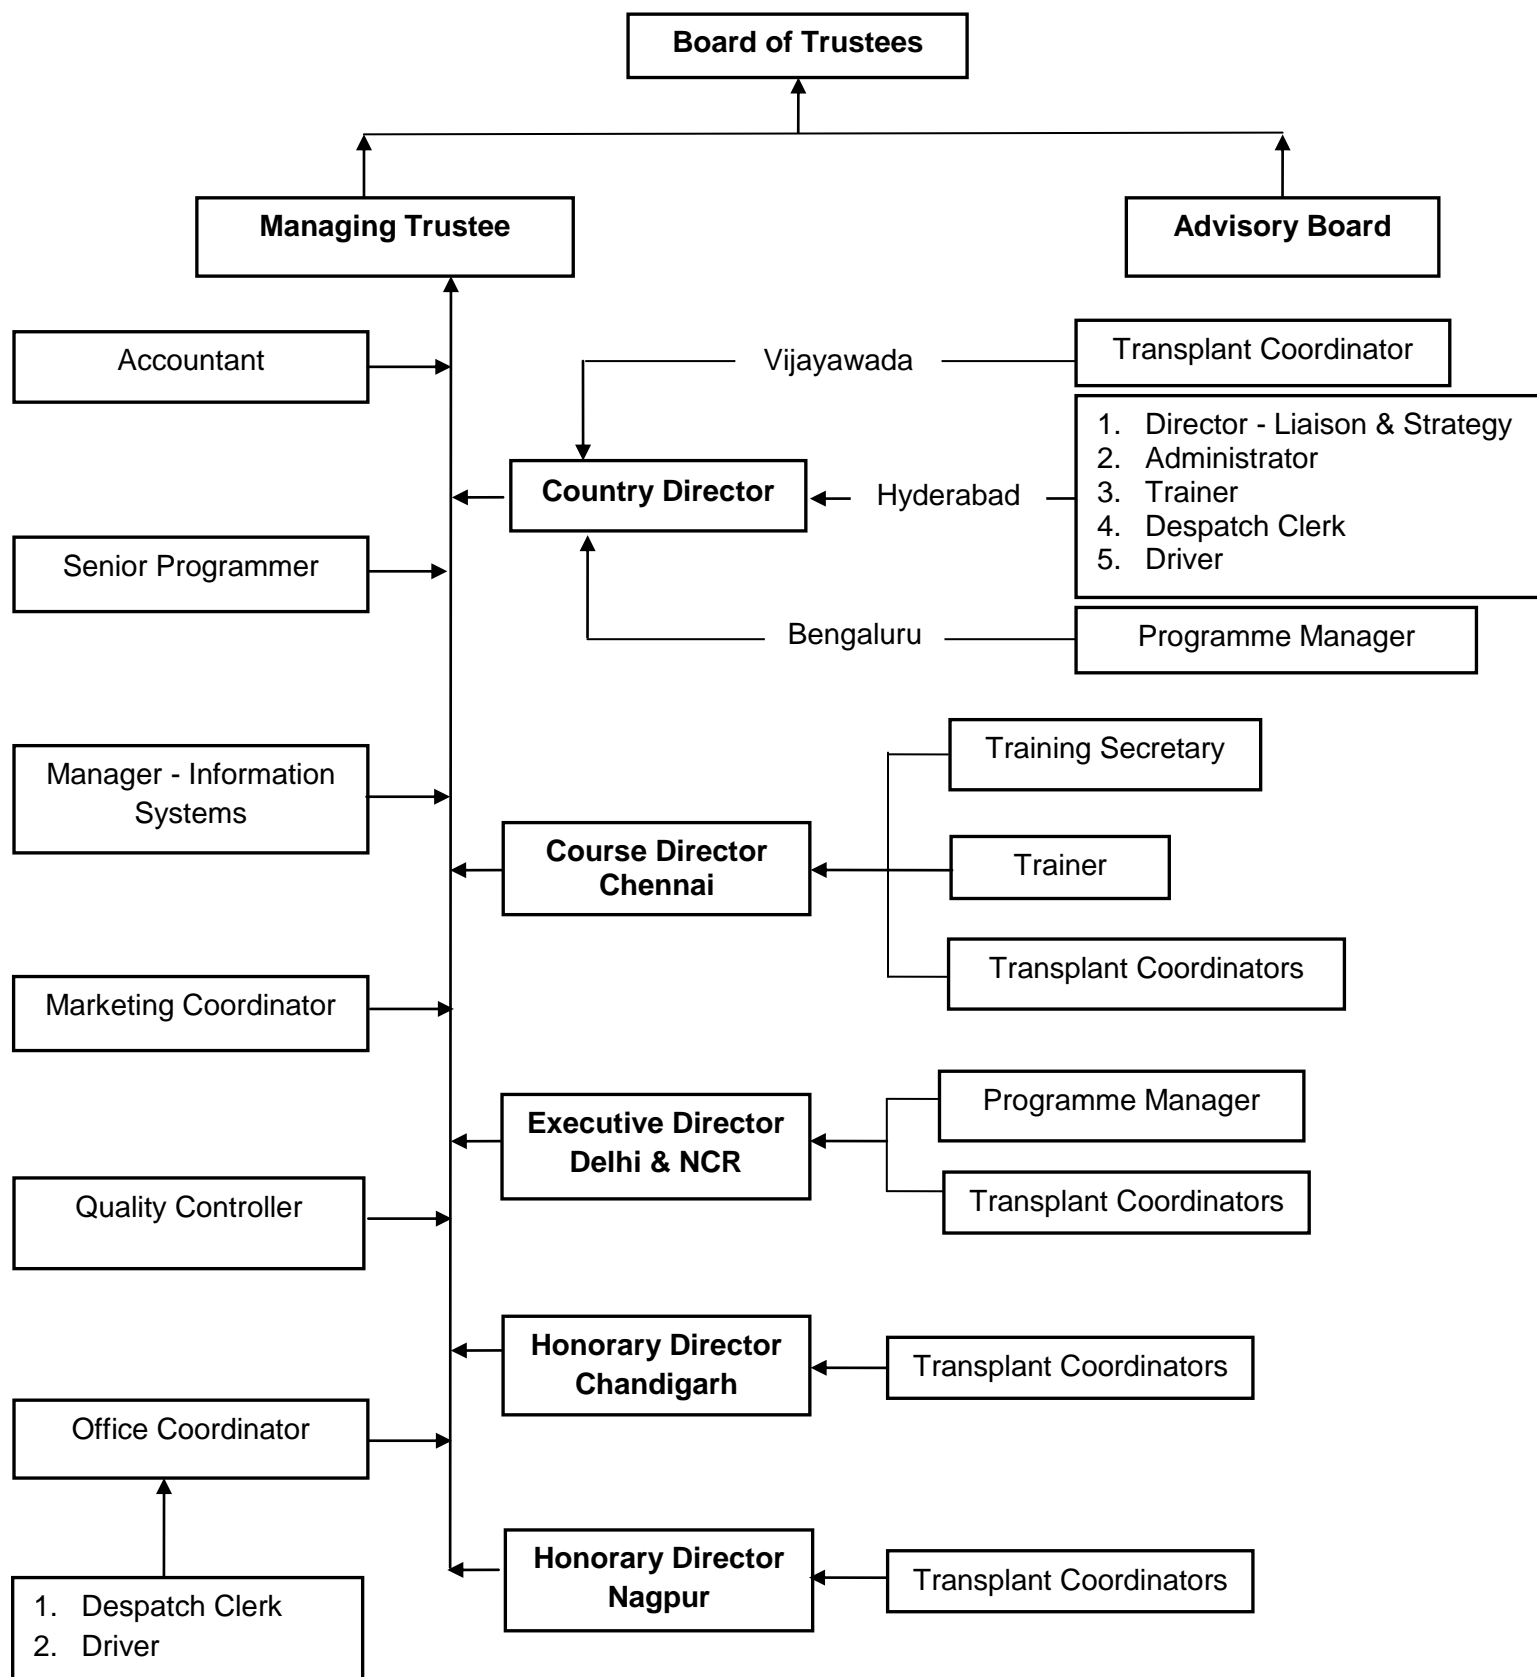 Board of Trustees
Managing Trustee
Advisory Board
Accountant
Vijayawada
Transplant Coordinator
Country Director
Hyderabad
1. Director - Liaison & Strategy
2. Administrator
3. Trainer
4. Despatch Clerk
5. Driver
Senior Programmer
Bengaluru
Programme Manager
Manager - Information
Systems
Training Secretary
Course Director
Chennai
Trainer
Transplant Coordinators
Marketing Coordinator
Executive Director
Delhi & NCR
Programme Manager
Transplant Coordinators
Quality Controller
Honorary Director
Chandigarh
Transplant Coordinators
Office Coordinator
Honorary Director
Nagpur
Transplant Coordinators
1. Despatch Clerk
2. Driver